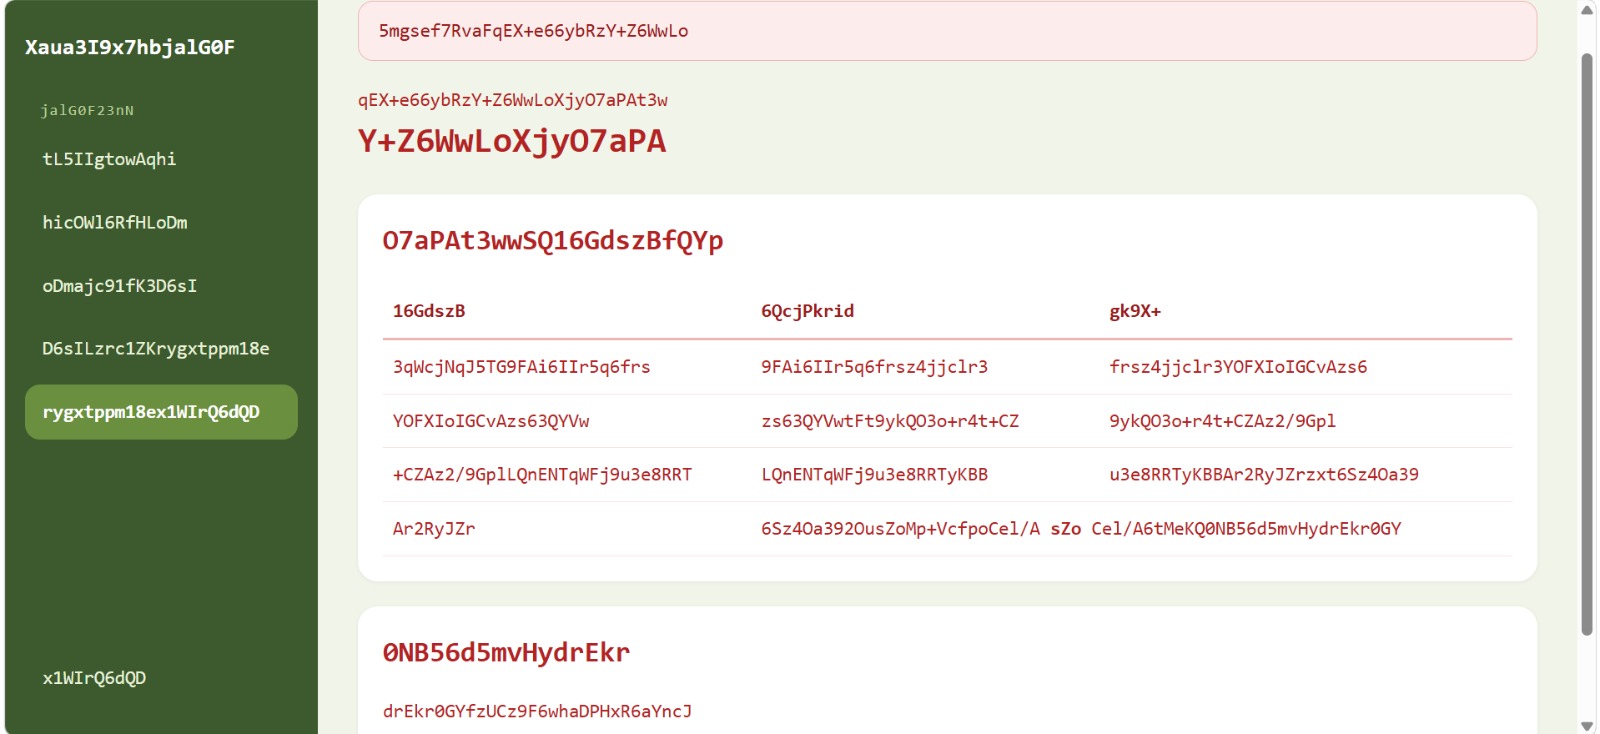 Xaua3I9x7hbjalG0F
jalG0F23nN
tL5IIgtowAqhi
hicOWl6RfHLoDm
oDmajc91fK3D6sI
D6sILzrc1ZKrygxtppm18e
rygxtppm18ex1WIrQ6dQD
x1WIrQ6dQD
5mgsef7RvaFqEX+e66ybRzY+Z6WwLo
qEX+e66ybRzY+Z6WwLoXjyO7aPAt3w
Y+Z6WwLoXjyO7aPA
O7aPAt3wwSQ16GdszBfQYp
16GdszB 6QcjPkrid gk9X+
3qWcjNqJ5TG9FAi6IIr5q6frs 9FAi6IIr5q6frsz4jjclr3 frsz4jjclr3YOFXIoIGCvAzs6
YOFXIoIGCvAzs63QYVw zs63QYVwtFt9ykQO3o+r4t+CZ 9ykQO3o+r4t+CZAz2/9Gpl
+CZAz2/9GplLQnENTqWFj9u3e8RRT LQnENTqWFj9u3e8RRTyKBB u3e8RRTyKBBAr2RyJZrzxt6Sz4Oa39
Ar2RyJZr 6Sz4Oa392OusZoMp+VcfpoCel/A sZo Cel/A6tMeKQ0NB56d5mvHydrEkr0GY
0NB56d5mvHydrEkr
drEkr0GYfzUCz9F6whaDPHxR6aYncJ